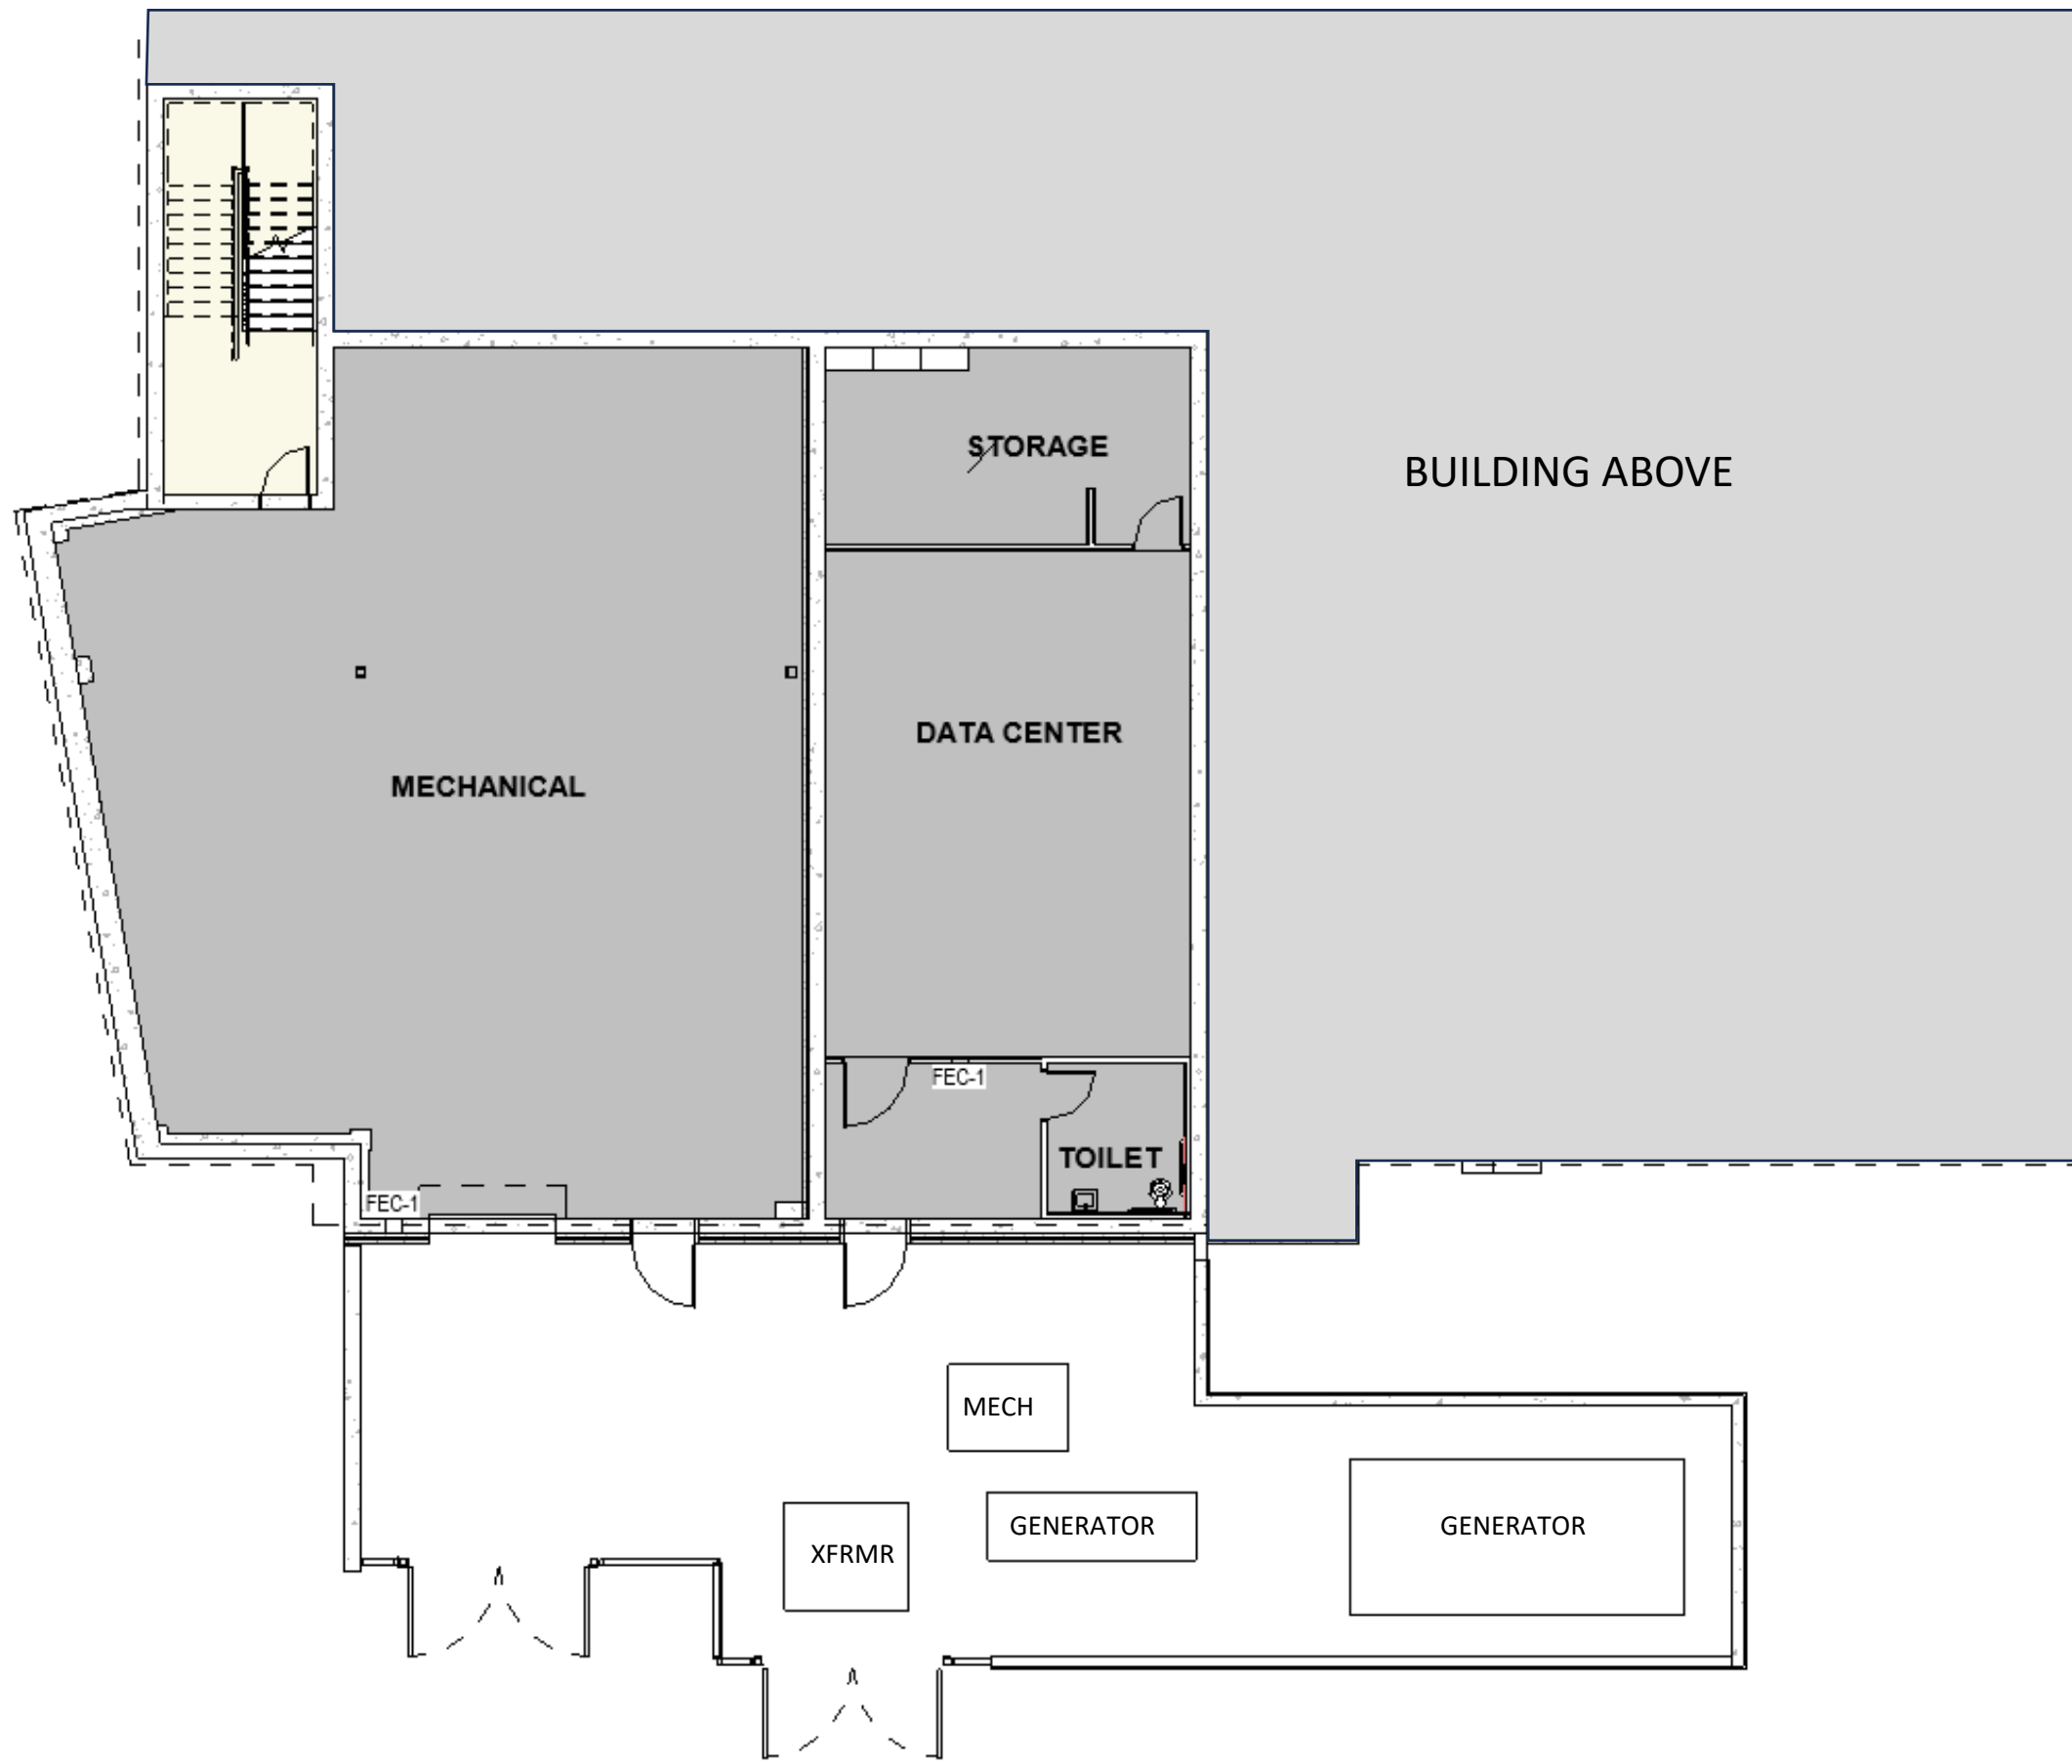 STORAGE
BUILDING ABOVE
DATA CENTER
MECHANICAL
FEC-1
TOILET
FEC-1
MECH
GENERATOR
GENERATOR
XFRMR